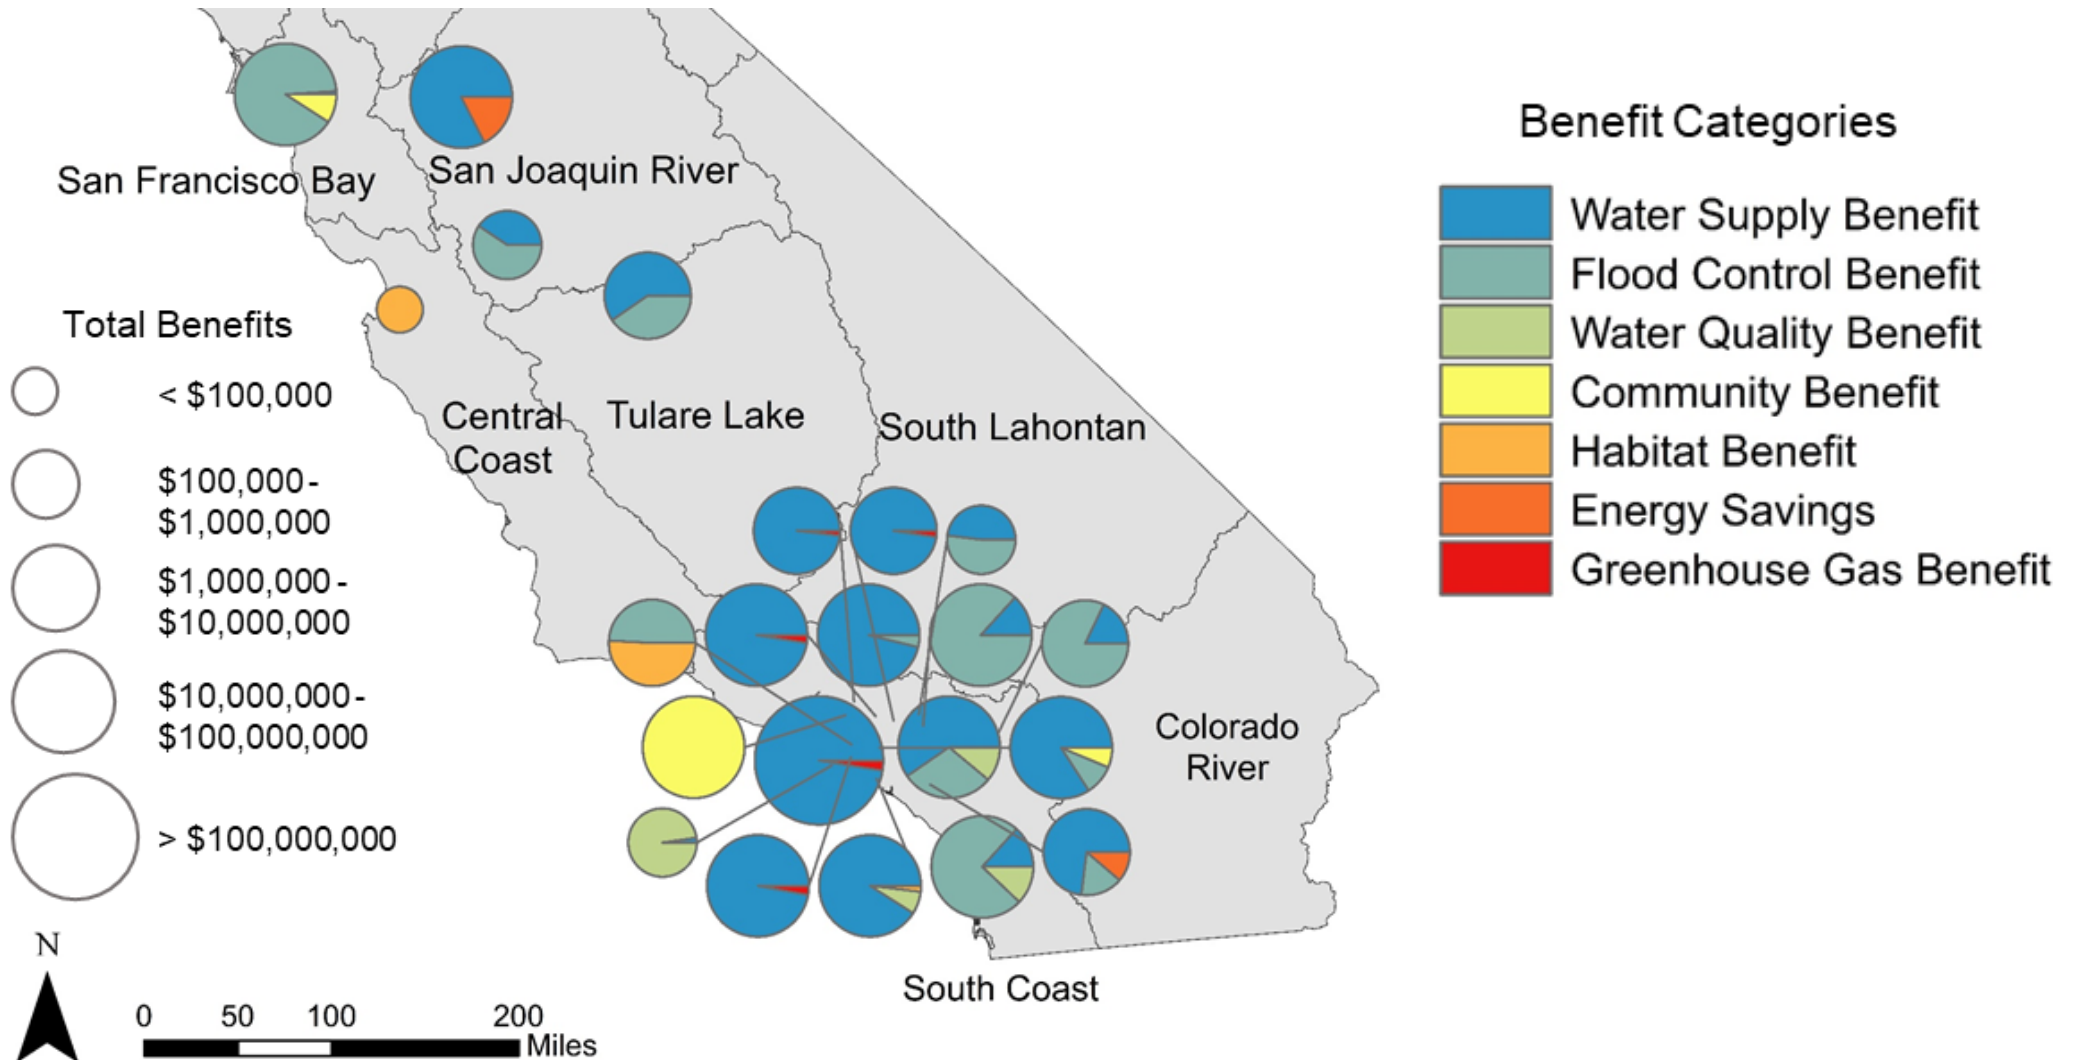 San Francisco Bay
San Joaquin River
Total Benefits
< $100,000
$100,000-
$1,000,000
$1,000,000-
$10,000,000
$10,000,000-
$100,000,000
> $100,000,000
Central
Coast
Tulare Lake
South Lahontan
Colorado
River
South Coast
N
0 50 100 200
Miles
Benefit Categories
Water Supply Benefit
Flood Control Benefit
Water Quality Benefit
Community Benefit
Habitat Benefit
Energy Savings
Greenhouse Gas Benefit